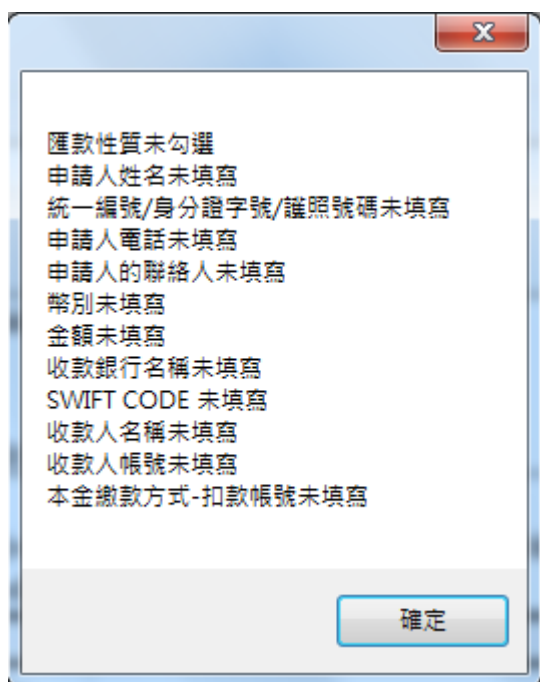 匯款性質未勾選
申請人姓名未填寫
統一編號/身分證字號/護照號碼未填寫
申請人電話未填寫
申請人的聯絡人未填寫
幣別未填寫
金額未填寫
收款銀行名稱未填寫
SWIFT CODE 未填寫
收款人名稱未填寫
收款人帳號未填寫
本金繳款方式-扣款帳號未填寫
確定